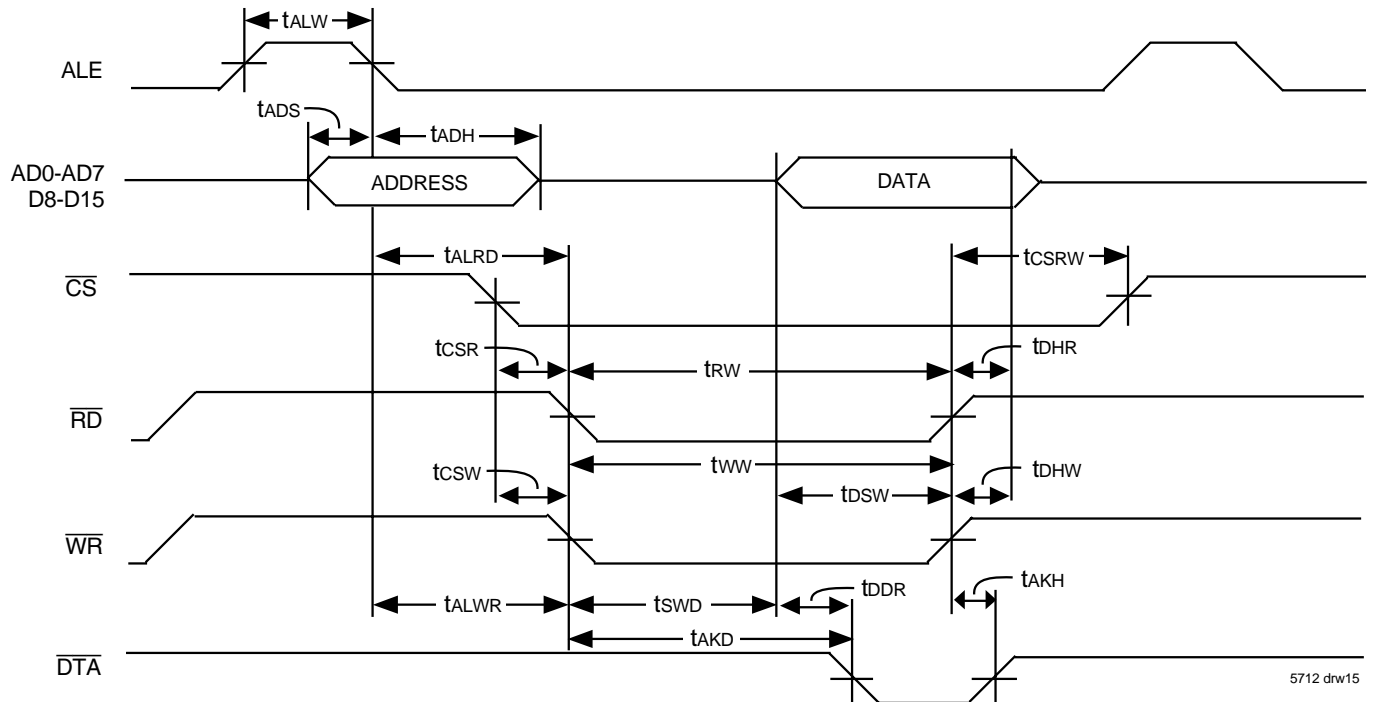 tALW
ALE
tADS
tADH
AD0-AD7
D8-D15
ADDRESS
DATA
tALRD
tCSRW
CS
tCSR
tRW
tDHR
RD
tCSW
tWW
tDHW
tDSW
WR
tALWR
tSWD
tDDR
tAKH
tAKD
DTA
5712 drw15